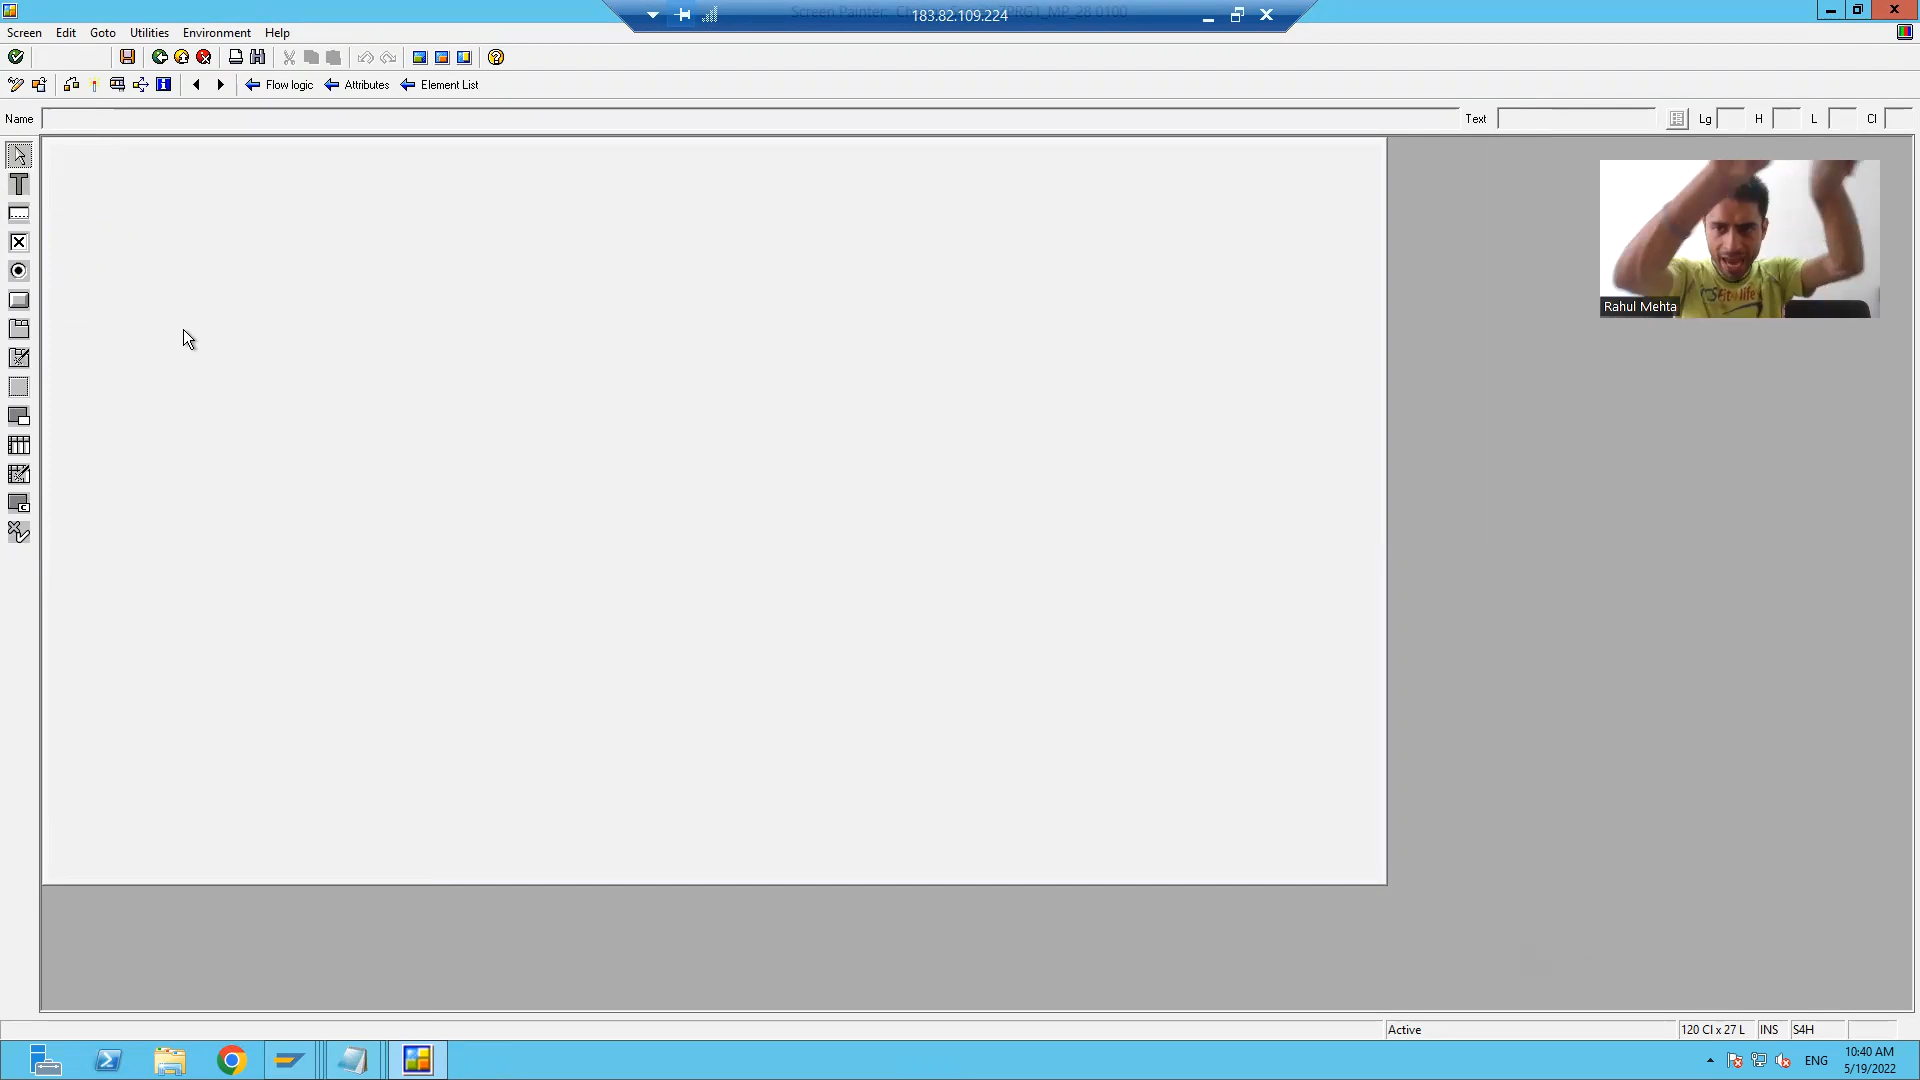 183.82.109.224
Screen Edit Goto Utilities Environment Help
Flow logic Attributes Element List
Name Text Lg H L Cl
Rahul Mehta
Active 120 Cl x 27 L INS S4H
ENG 10:40 AM
5/19/2022